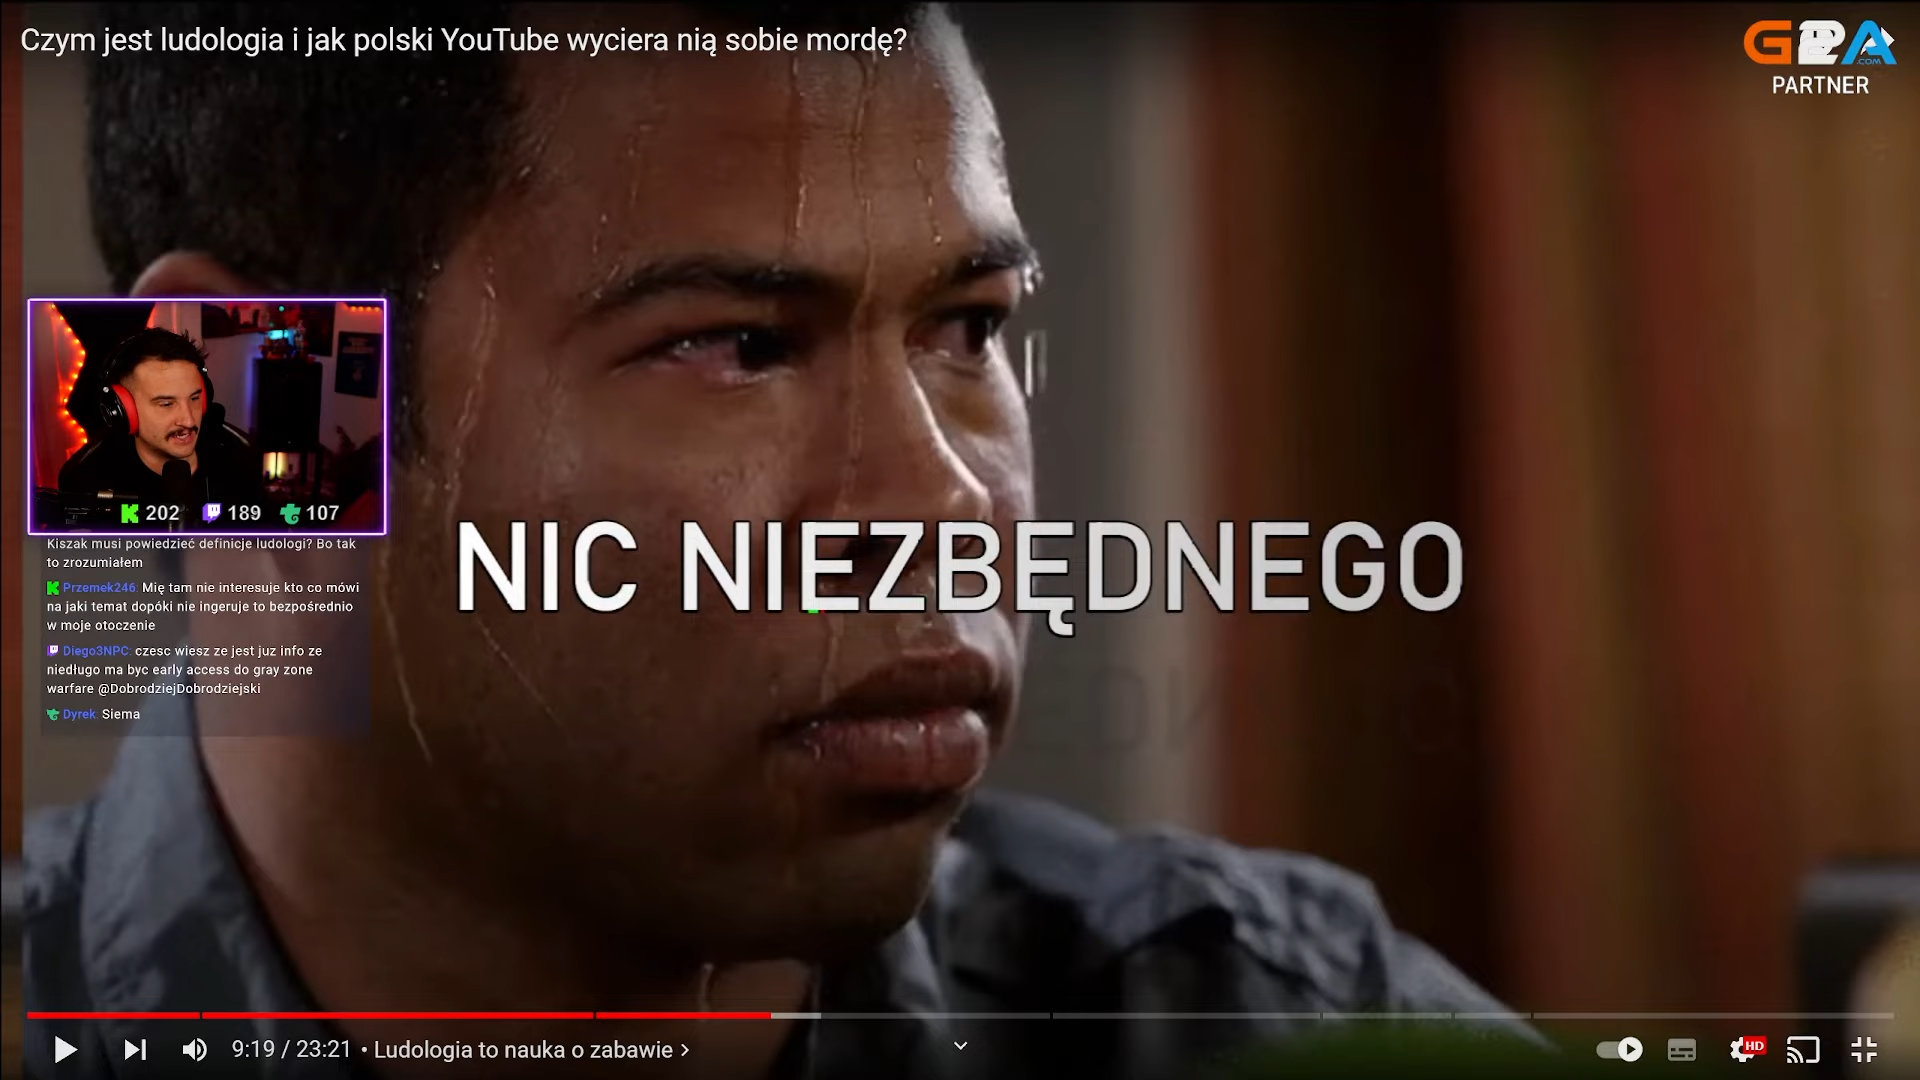 Czym jest ludologia i jak polski YouTube wyciera nią sobie mordę?
G2A
.COM
PARTNER
202 189 107
Kiszak musi powiedzieć definicje ludologi? Bo tak
to zrozumiałem
Przemek246: Mię tam nie interesuje kto co mówi
na jaki temat dopóki nie ingeruje to bezpośrednio
w moje otoczenie
Diego3NPC: czesc wiesz ze jest juz info ze
niedługo ma byc early access do gray zone
warfare @DobrodziejDobrodziejski
Dyrek: Siema
NIC NIEZBĘDNEGO
9:19 / 23:21 • Ludologia to nauka o zabawie >
HD